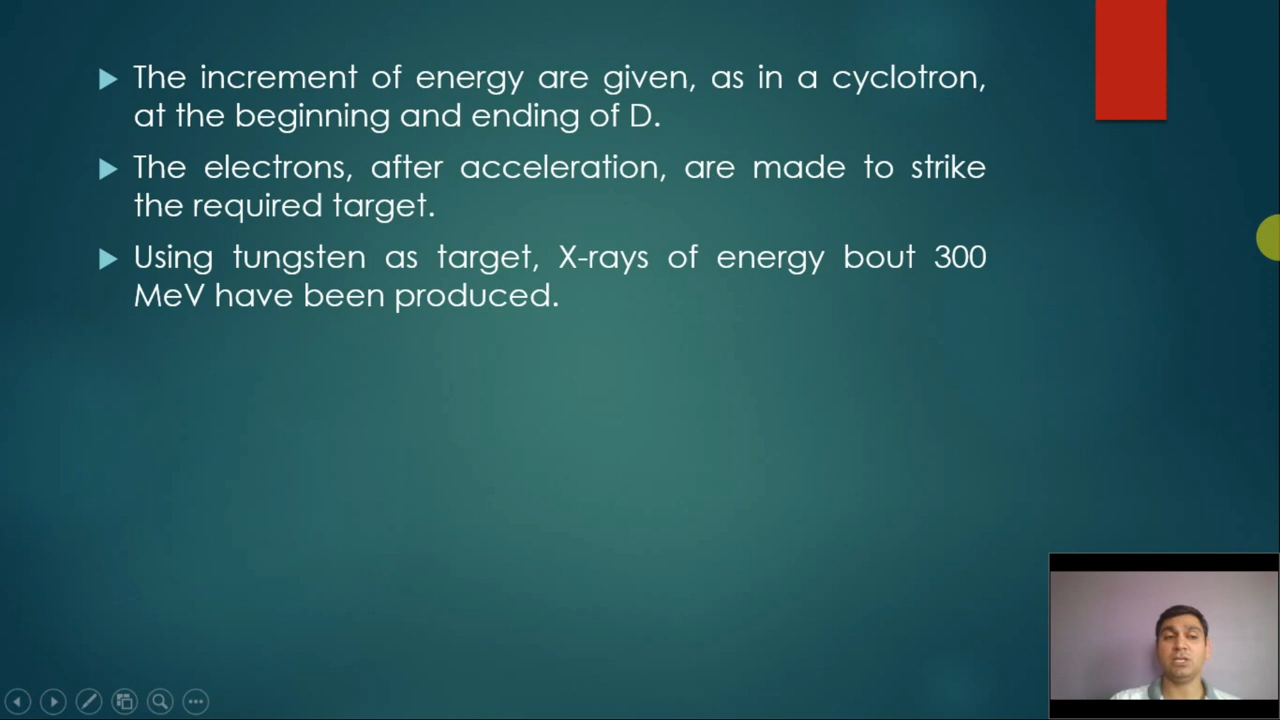 The increment of energy are given, as in a cyclotron,
at the beginning and ending of D.
The electrons, after acceleration, are made to strike
the required target.
Using tungsten as target, X-rays of energy bout 300
MeV have been produced.